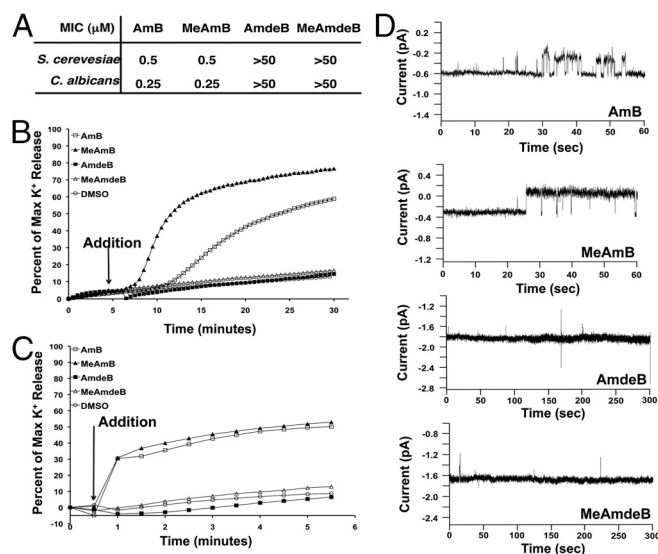 A
MIC (μM) AmB MeAmB AmdeB MeAmdeB
S. cerevesiae 0.5 0.5 >50 >50
C. albicans 0.25 0.25 >50 >50
B
Percent of Max K+ Release
100
90
80
70
60
50
40
30
20
10
0
AmB
MeAmB
AmdeB
MeAmdeB
DMSO
Addition
0 5 10 15 20 25 30
Time (minutes)
C
Percent of Max K+ Release
100
90
80
70
60
50
40
30
20
10
0
-10
AmB
MeAmB
AmdeB
MeAmdeB
DMSO
Addition
0 1 2 3 4 5 6
Time (minutes)
D
Current (pA)
-0.2
-0.6
-1.0
-1.4
0 10 20 30 40 50 60
AmB
Time (sec)
Current (pA)
0.4
0.0
-0.4
-0.8
-1.2
0 10 20 30 40 50 60
MeAmB
Time (sec)
Current (pA)
-1.2
-1.6
-2.0
-2.4
-2.8
0 50 100 150 200 250 300
AmdeB
Time (sec)
Current (pA)
-0.8
-1.2
-1.6
-2.0
-2.4
0 50 100 150 200 250 300
MeAmdeB
Time (sec)